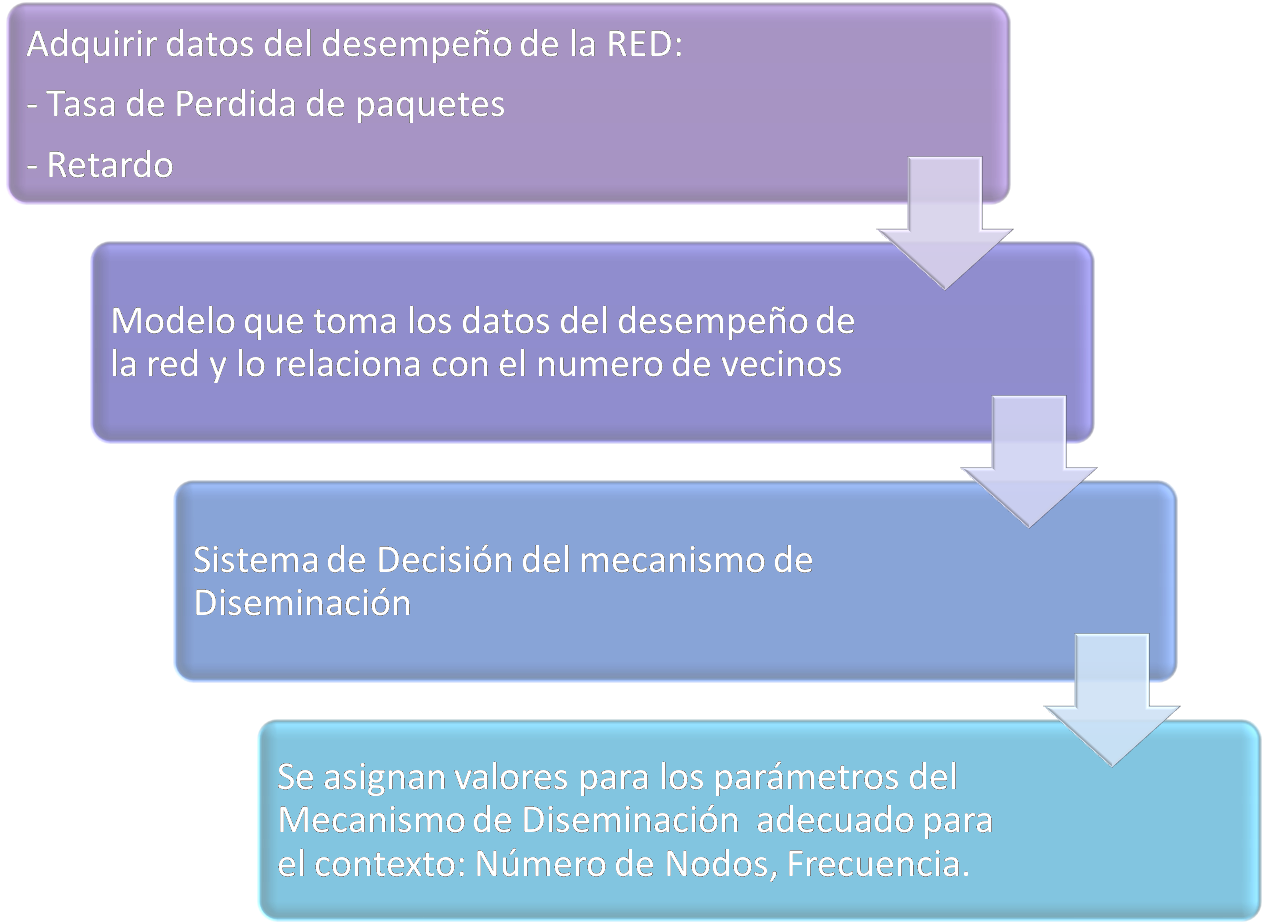 Adquirir datos del desempeño de la RED:
- Tasa de Perdida de paquetes
- Retardo
Modelo que toma los datos del desempeño de
la red y lo relaciona con el numero de vecinos
Sistema de Decisión del mecanismo de
Diseminación
Se asignan valores para los parámetros del
Mecanismo de Diseminación  adecuado para
el contexto: Número de Nodos, Frecuencia.